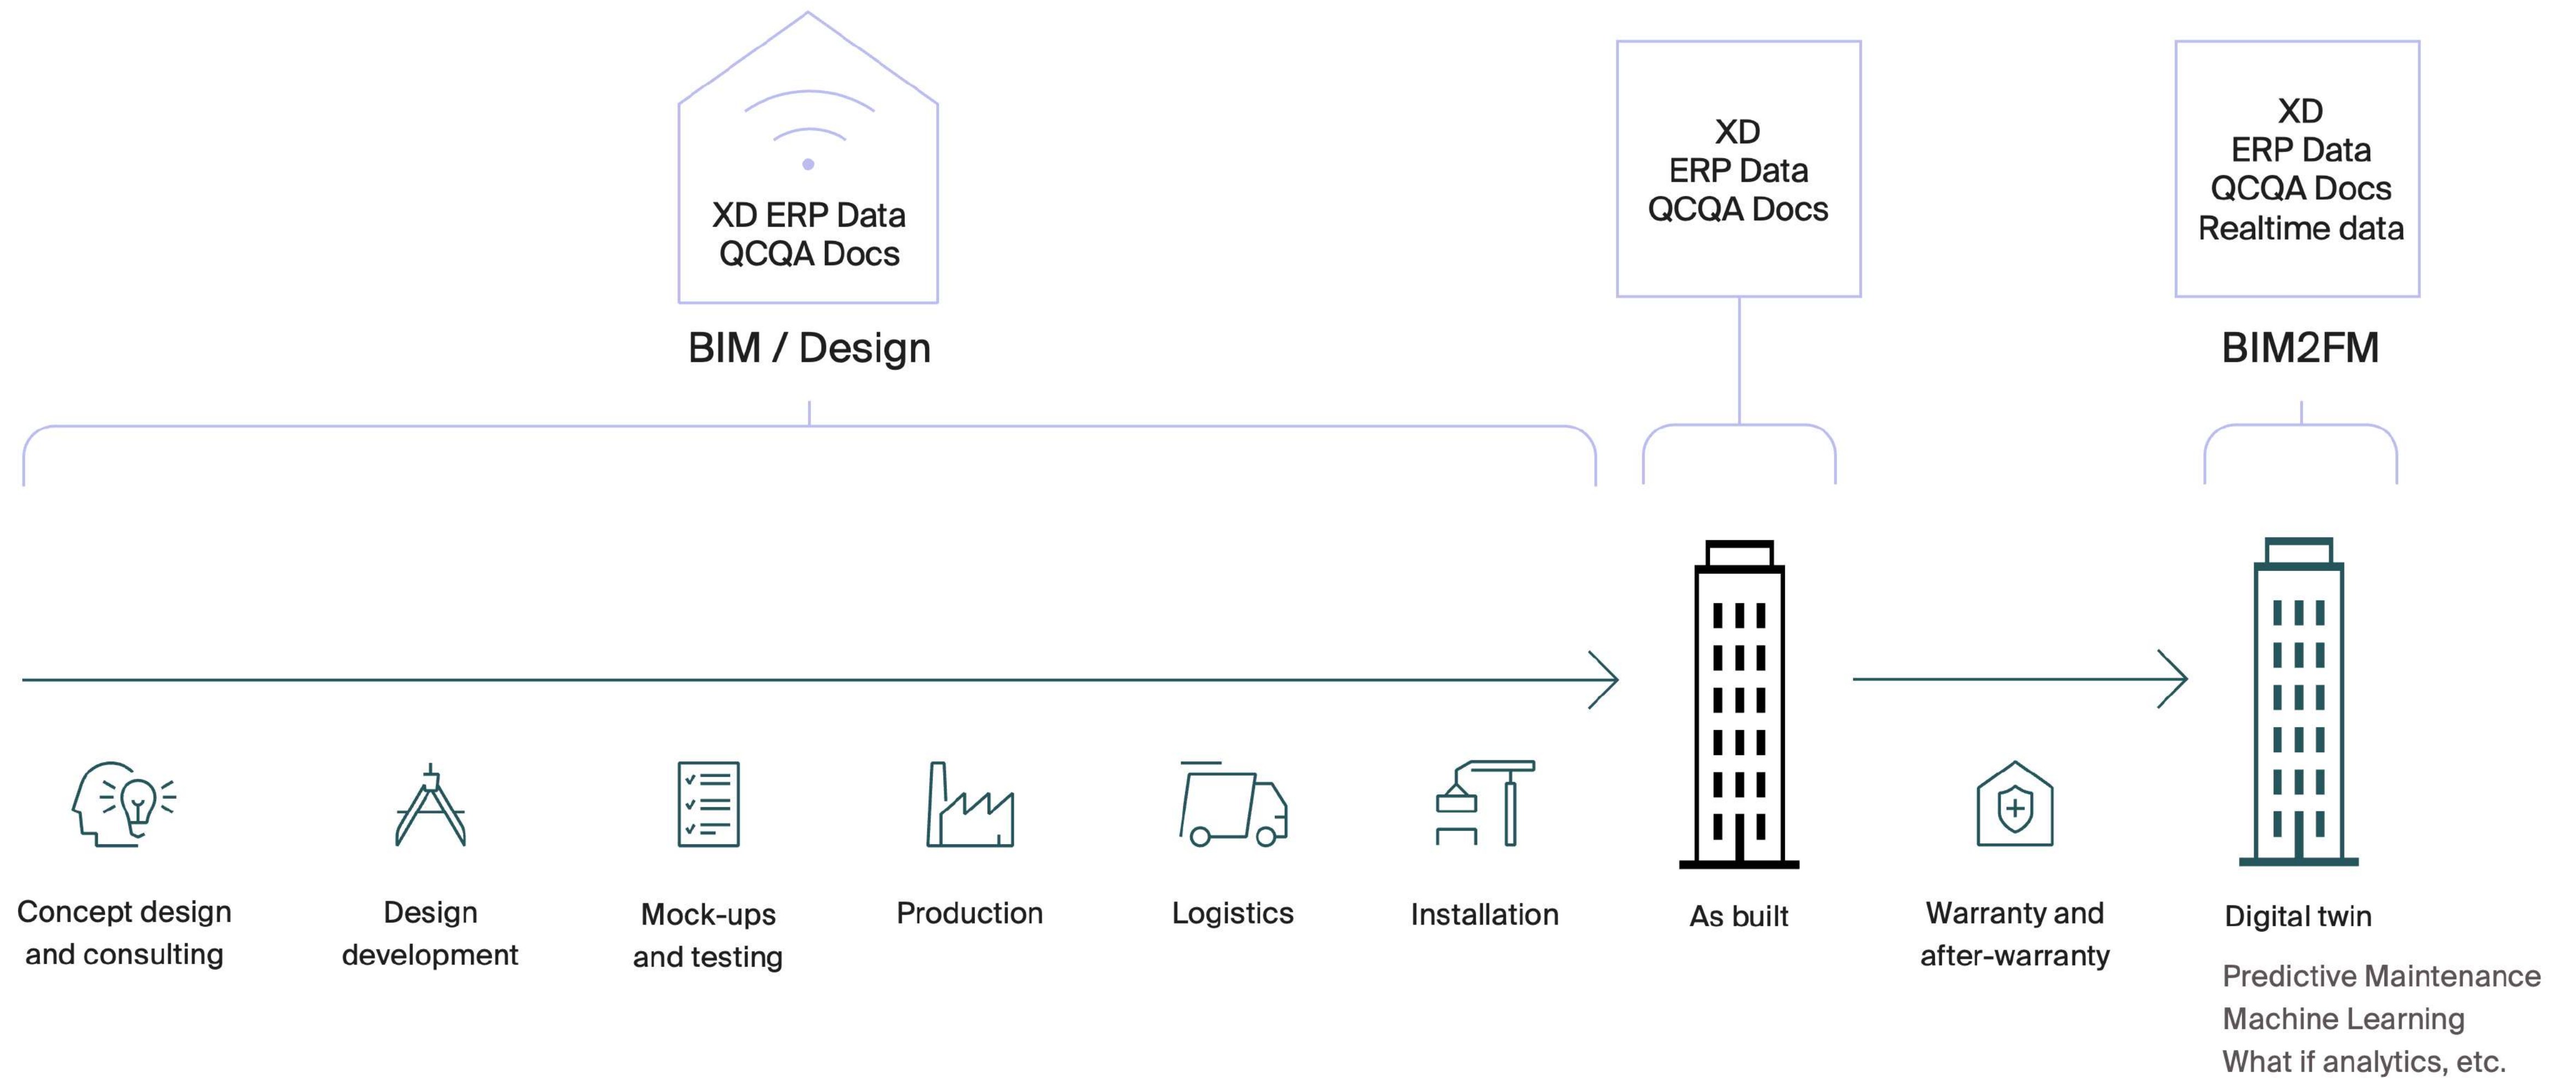 XD ERP Data
QCQA Docs
BIM / Design
XD
ERP Data
QCQA Docs
XD
ERP Data
QCQA Docs
Realtime data
BIM2FM
Concept design
and consulting
Design
development
Mock-ups
and testing
Production
Logistics
Installation
As built
Warranty and
after-warranty
Digital twin
Predictive Maintenance
Machine Learning
What if analytics, etc.